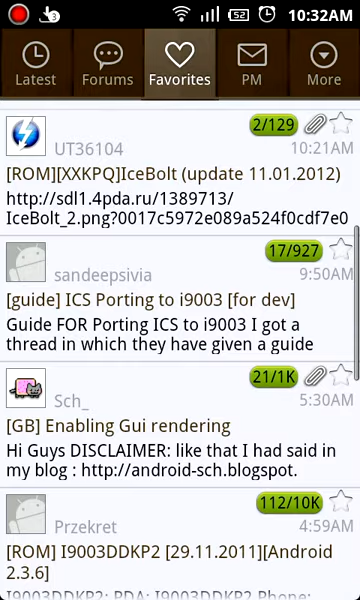 3 52 10:32AM
Latest Forums Favorites PM More
2/129
UT36104 10:21AM
[ROM][XXKPQ]IceBolt (update 11.01.2012)
http://sdl1.4pda.ru/1389713/
IceBolt_2.png?0017c5972e089a524f0cdf7e0
17/927
sandeepsivia 9:50AM
[guide] ICS Porting to i9003 [for dev]
Guide FOR Porting ICS to i9003 I got a
thread in which they have given a guide
21/1K
Sch_ 5:30AM
[GB] Enabling Gui rendering
Hi Guys DISCLAIMER: like that I had said in
my blog : http://android-sch.blogspot.
112/10K
Przekret 4:59AM
[ROM] I9003DDKP2 [29.11.2011][Android
2.3.6]
I9003DDKP2: PDA: I9003DDKP2 Phone: